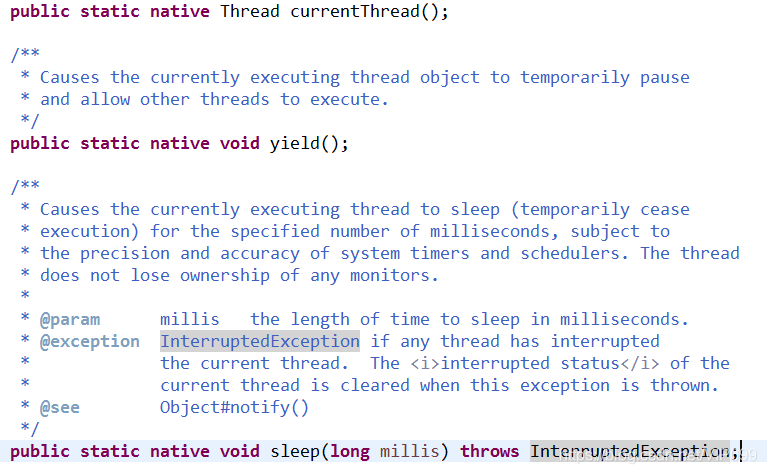 public static native Thread currentThread();
/**
 * Causes the currently executing thread object to temporarily pause
 * and allow other threads to execute.
 */
public static native void yield();
/**
 * Causes the currently executing thread to sleep (temporarily cease
 * execution) for the specified number of milliseconds, subject to
 * the precision and accuracy of system timers and schedulers. The thread
 * does not lose ownership of any monitors.
 *
 * @param      millis   the length of time to sleep in milliseconds.
 * @exception  InterruptedException if any thread has interrupted
 *             the current thread.  The <i>interrupted status</i> of the
 *             current thread is cleared when this exception is thrown.
 * @see        Object#notify()
 */
public static native void sleep(long millis) throws InterruptedException;